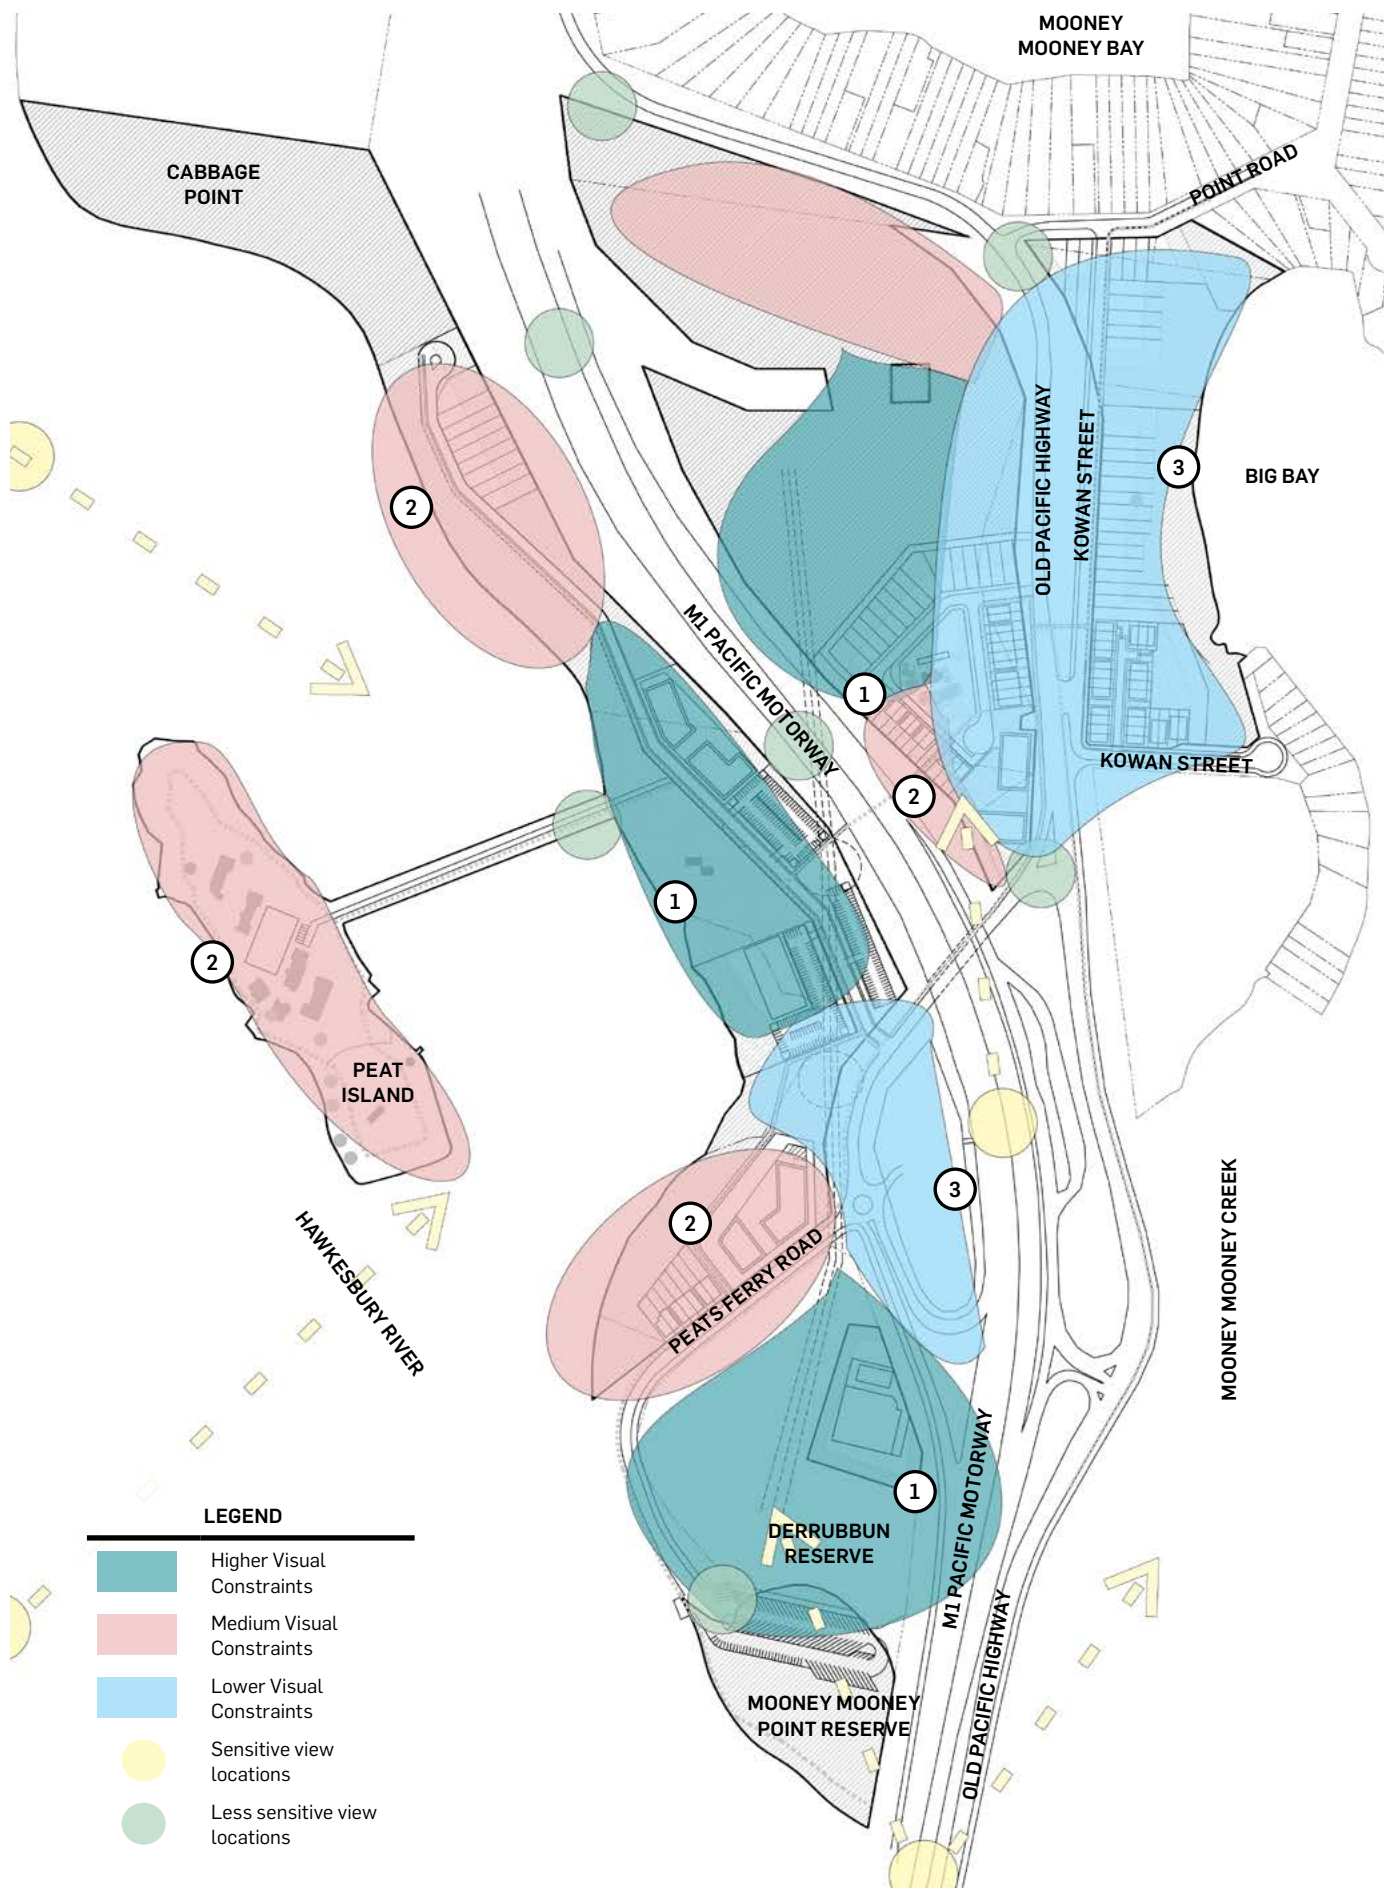 MOONEY
MOONEY BAY
POINT ROAD
CABBAGE
POINT
OLD PACIFIC HIGHWAY
KOWAN STREET
3
BIG BAY
2
M1 PACIFIC MOTORWAY
1
KOWAN STREET
2
1
2
PEAT
ISLAND
3
2
HAWKESBURY RIVER
PEATS FERRY ROAD
MOONEY MOONEY CREEK
1
M1 PACIFIC MOTORWAY
DERRUBBUN
RESERVE
OLD PACIFIC HIGHWAY
MOONEY MOONEY
POINT RESERVE
LEGEND
Higher Visual
Constraints
Medium Visual
Constraints
Lower Visual
Constraints
Sensitive view
locations
Less sensitive view
locations